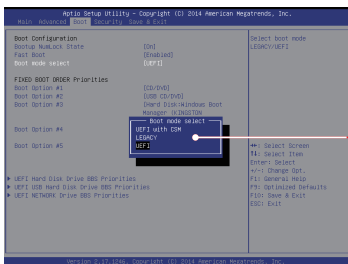 Aptio Setup Utility - Copyright (C) 2014 American Megatrends, Inc.
Main Advanced Boot Security Save & Exit
Boot Configuration
Bootup NumLock State [On]
Fast Boot [Enabled]
Boot mode select [UEFI]
FIXED BOOT ORDER Priorities
Boot Option #1 [CD/DVD]
Boot Option #2 [USB CD/DVD]
Boot Option #3 [Hard Disk:Windows Boot
Manager (KINGSTON
Boot Option #4
Boot Option #5
Boot mode select
UEFI with CSM
LEGACY
UEFI
UEFI Hard Disk Drive BBS Priorities
UEFI USB Hard Disk Drive BBS Priorities
UEFI NETWORK Drive BBS Priorities
Select boot mode
LEGACY/UEFI
→←: Select Screen
↑↓: Select Item
Enter: Select
+/-: Change Opt.
F1: General Help
F9: Optimized Defaults
F10: Save & Exit
ESC: Exit
Version 2.17.1246. Copyright (C) 2014 American Megatrends, Inc.